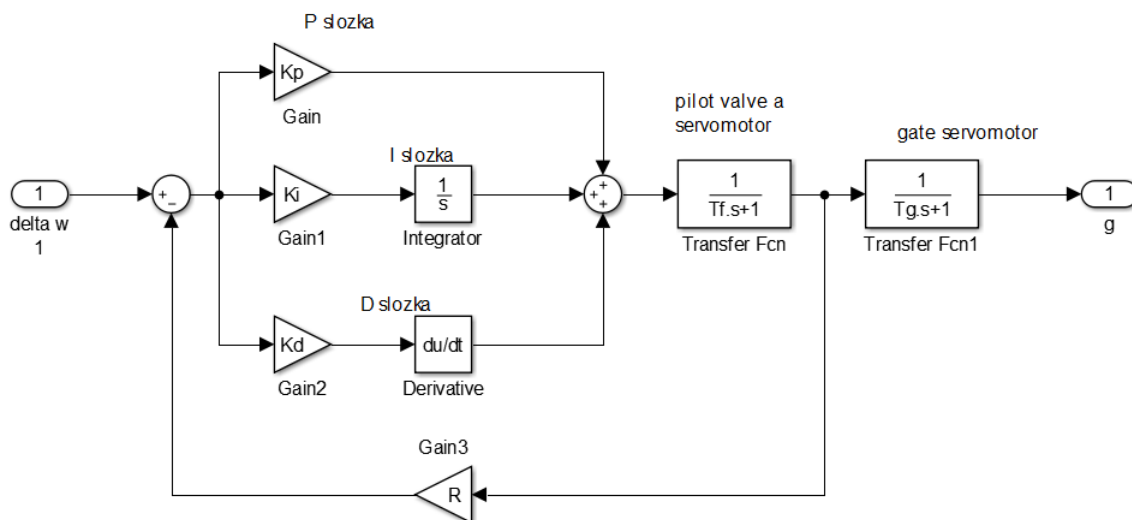 P slozka
Kp
Gain
pilot valve a
servomotor
gate servomotor
I slozka
1
delta w
1
+
−
Ki
Gain1
1
s
Integrator
+
+
+
1
Tf.s+1
Transfer Fcn
1
Tg.s+1
Transfer Fcn1
1
g
D slozka
Kd
Gain2
du/dt
Derivative
Gain3
R